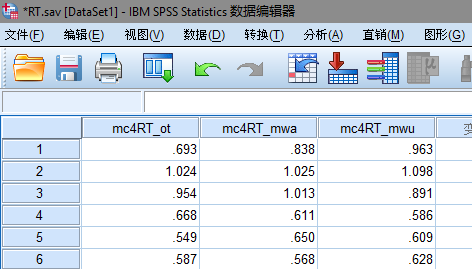 *RT.sav [DataSet1] - IBM SPSS Statistics 数据编辑器
文件(F) 编辑(E) 视图(V) 数据(D) 转换(T) 分析(A) 直销(M) 图形(G)
mc4RT_ot mc4RT_mwa mc4RT_mwu
1 .693 .838 .963
2 1.024 1.025 1.098
3 .954 1.013 .891
4 .668 .611 .586
5 .549 .650 .609
6 .587 .568 .628